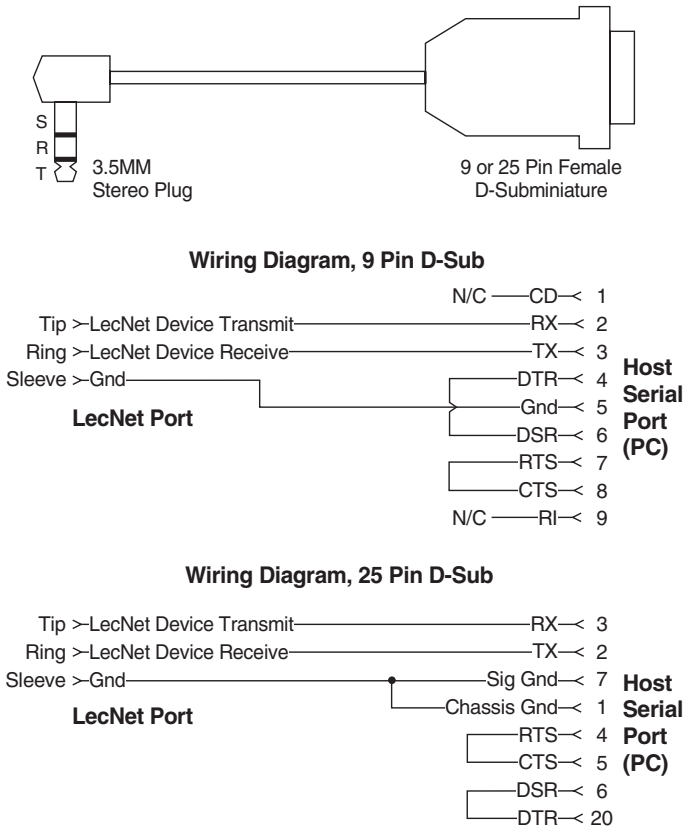 S
R
T
3.5MM
Stereo Plug
9 or 25 Pin Female
D-Subminiature
Wiring Diagram, 9 Pin D-Sub
N/C CD 1
Tip LecNet Device Transmit RX 2
Ring LecNet Device Receive TX 3
Sleeve Gnd DTR 4
Gnd 5
DSR 6
RTS 7
CTS 8
N/C RI 9
LecNet Port
Host
Serial
Port
(PC)
Wiring Diagram, 25 Pin D-Sub
Tip LecNet Device Transmit RX 3
Ring LecNet Device Receive TX 2
Sleeve Gnd Sig Gnd 7
Chassis Gnd 1
RTS 4
CTS 5
DSR 6
DTR 20
LecNet Port
Host
Serial
Port
(PC)